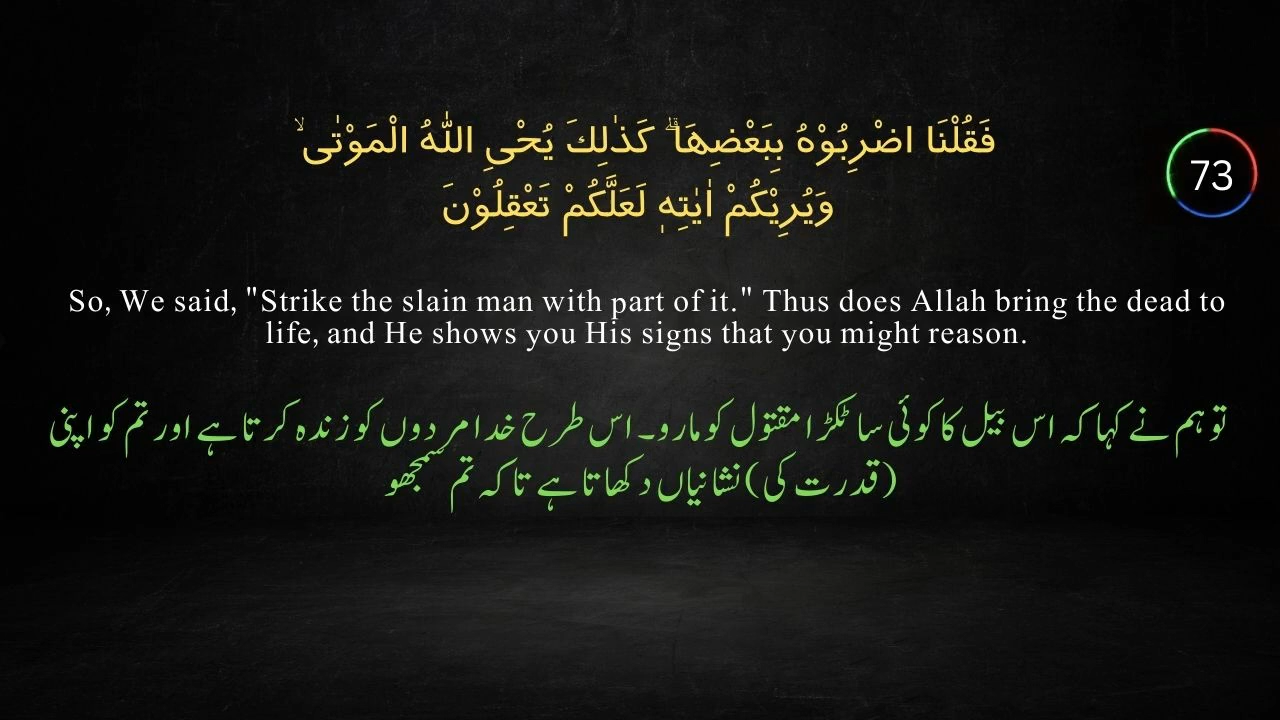 فَقُلْنَا اضْرِبُوْهُ بِبَعْضِهَا ؕ كَذٰلِكَ یُحْیِ اللّٰهُ الْمَوْتٰی ۙ
73
وَیُرِیْكُمْ اٰیٰتِهٖ لَعَلَّكُمْ تَعْقِلُوْنَ
So, We said, "Strike the slain man with part of it." Thus does Allah bring the dead to
life, and He shows you His signs that you might reason.
تو ہم نے کہا کہ اس بیل کا کوئی سا ٹکڑا مقتول کو مارو۔ اس طرح خدا مردوں کو زندہ کرتا ہے اور تم کو اپنی
(قدرت کی) نشانیاں دکھاتا ہے تاکہ تم سمجھو